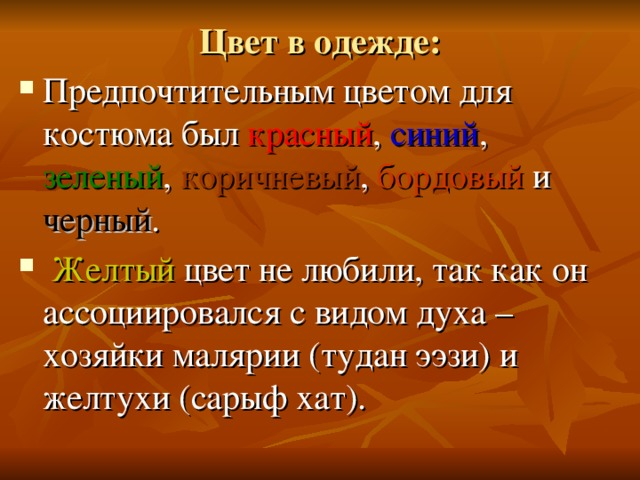 Цвет в одежде:
Предпочтительным цветом для
костюма был красный, синий,
зеленый, коричневый, бордовый и
черный.
Желтый цвет не любили, так как он
ассоциировался с видом духа –
хозяйки малярии (тудан ээзи) и
желтухи (сарыф хат).